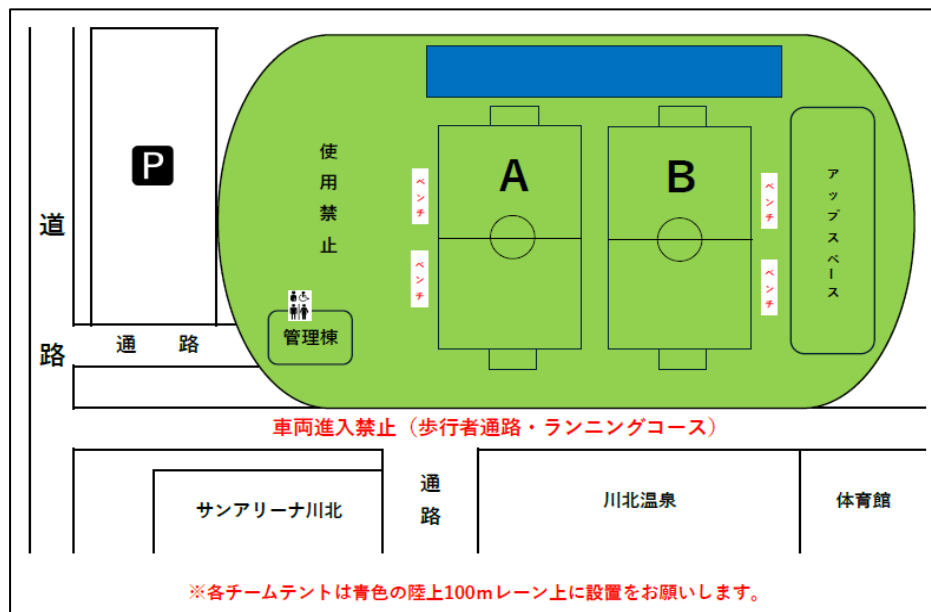 P
道路
使用禁止
A
B
ベンチ
ベンチ
ベンチ
ベンチ
アップスペース
管理棟
通 路
車両進入禁止（歩行者通路・ランニングコース）
サンアリーナ川北
通路
川北温泉
体育館
※各チームテントは青色の陸上100mレーン上に設置をお願いします。